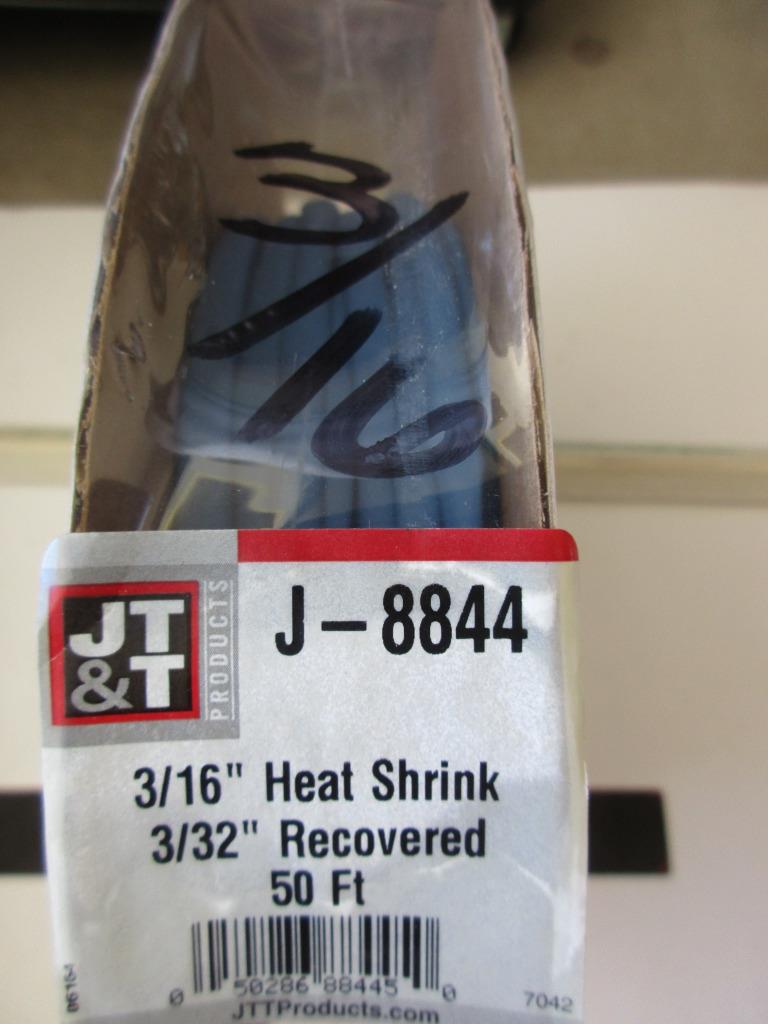 3/16
JT
&T
PRODUCTS
J-8844
3/16" Heat Shrink
3/32" Recovered
50 Ft
0 50286 88445 0
7042
JTTProducts.com